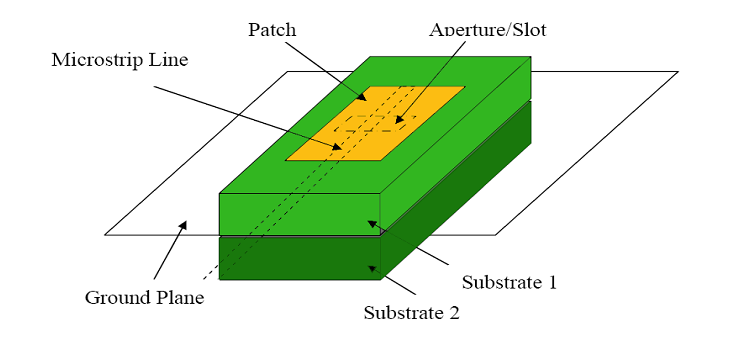 Patch
Aperture/Slot
Microstrip Line
Substrate 1
Ground Plane
Substrate 2